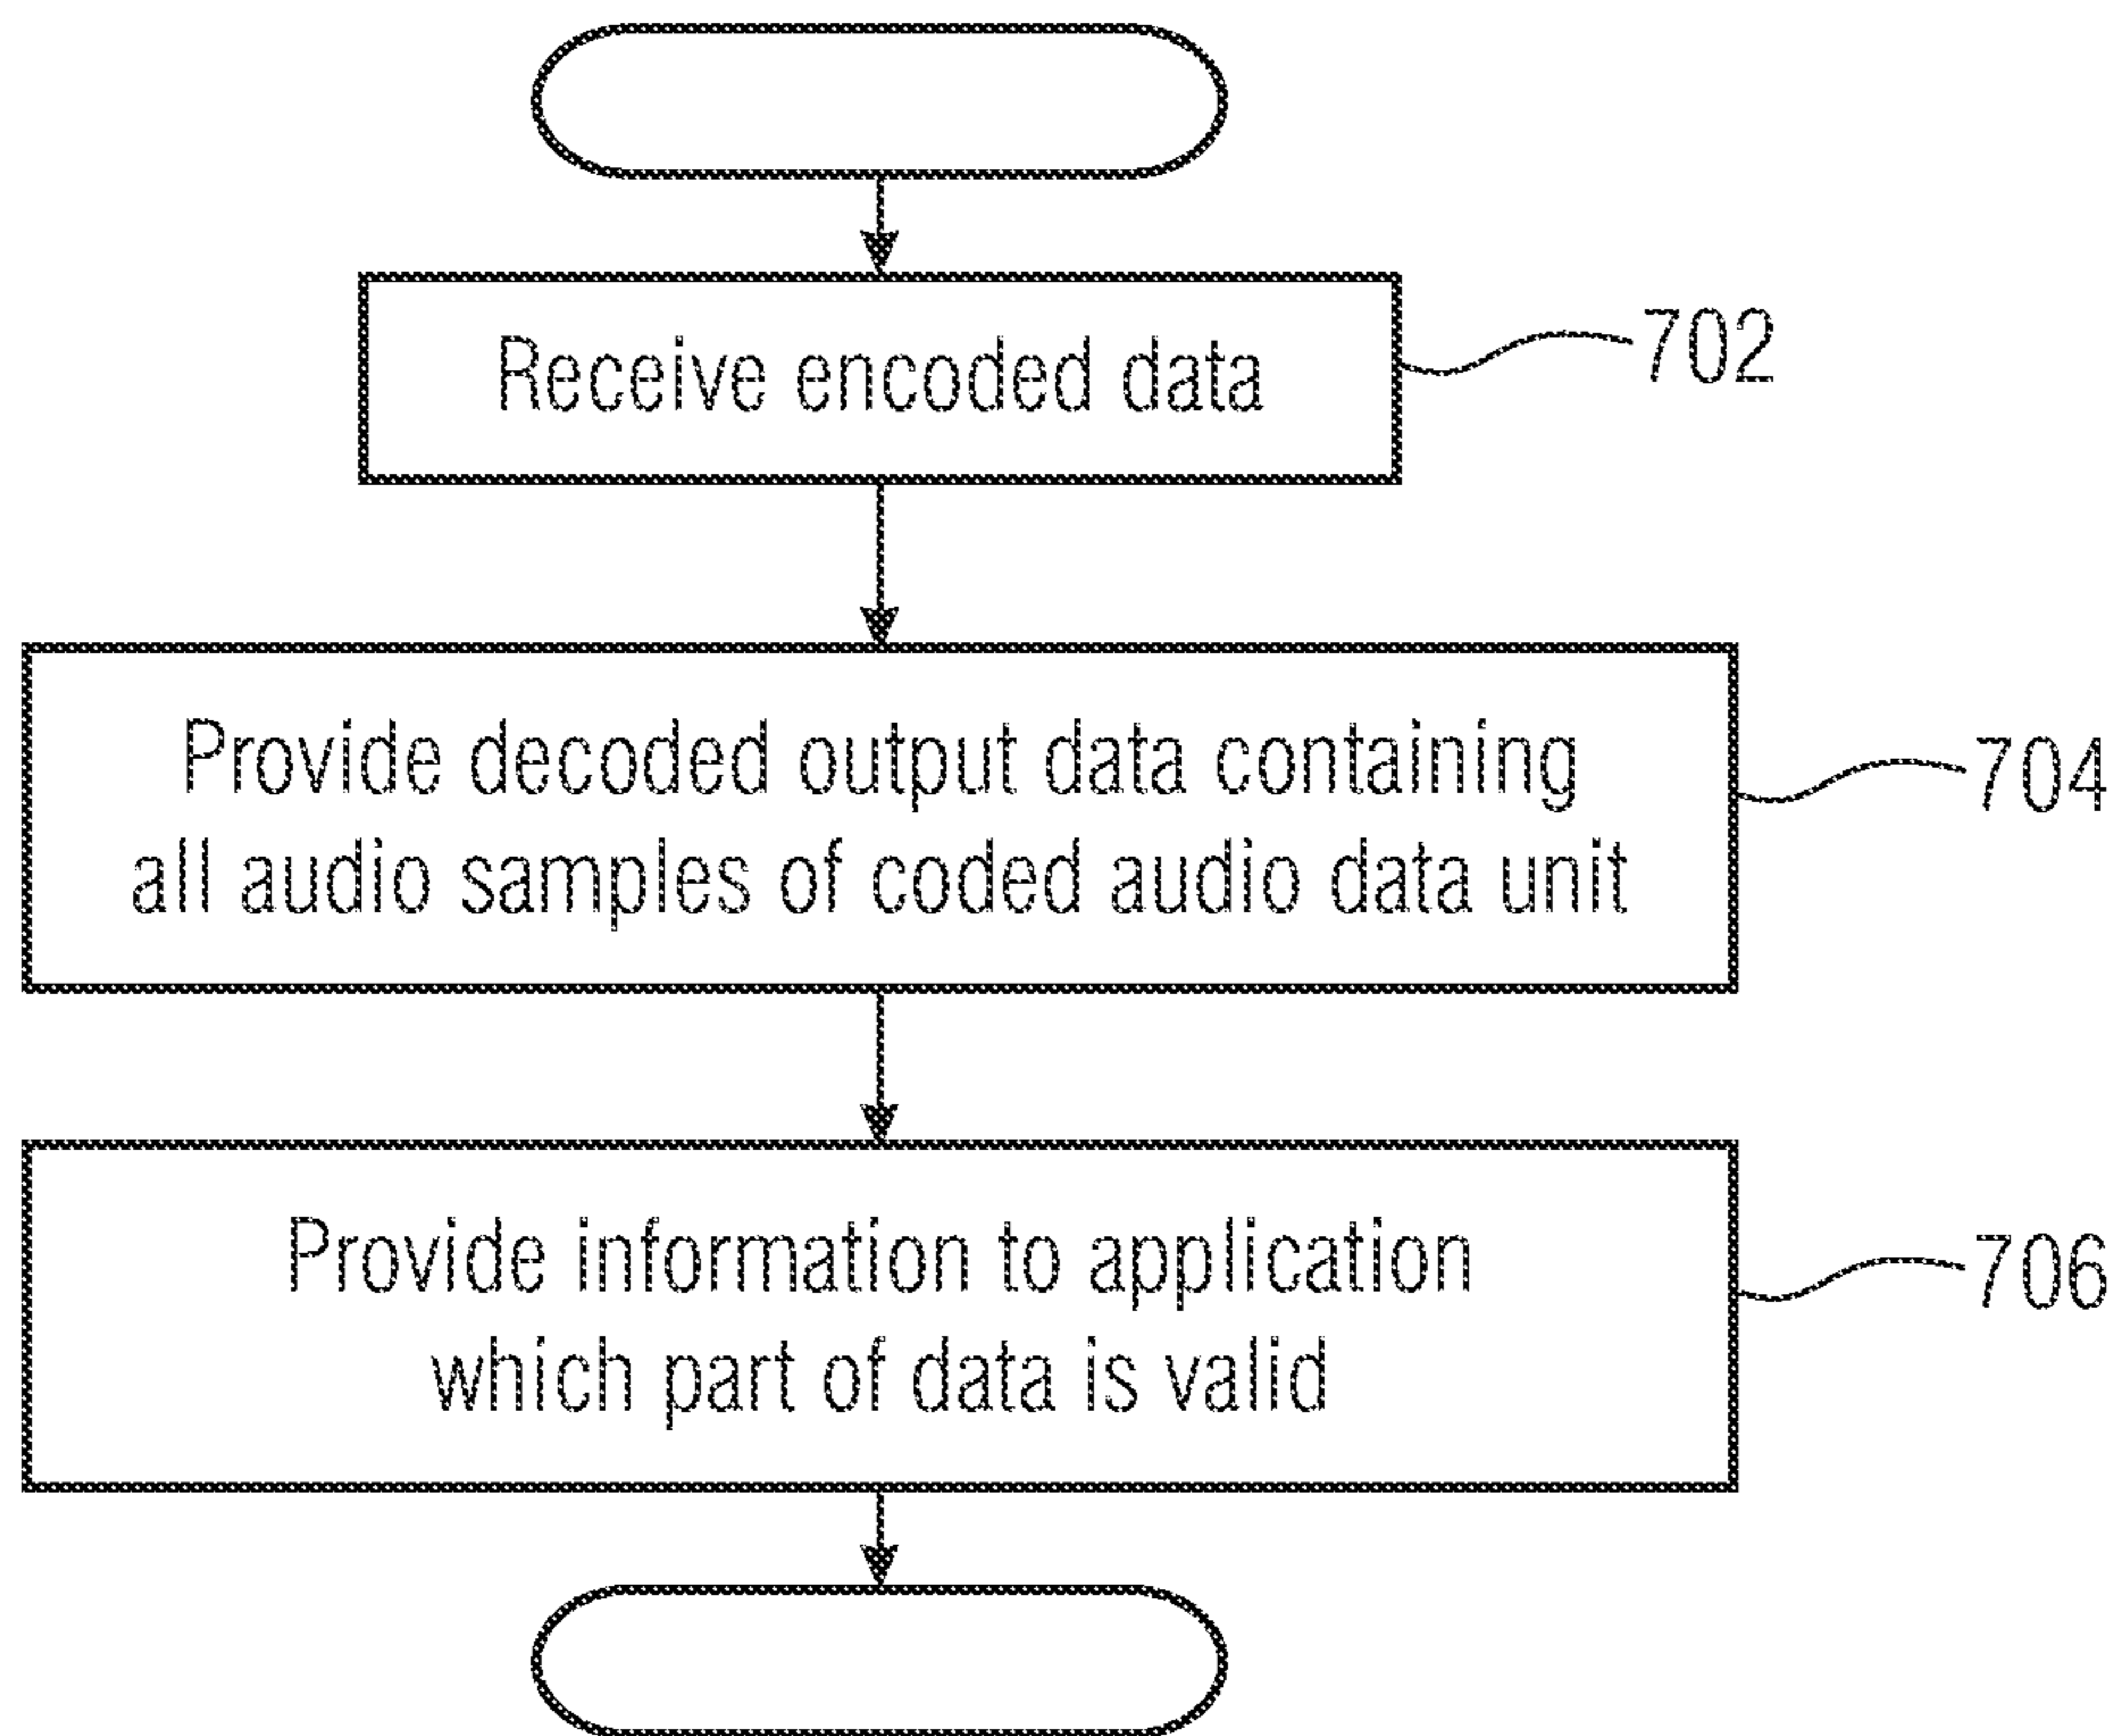 Receive encoded data
702
Provide decoded output data containing
all audio samples of coded audio data unit
704
Provide information to application
which part of data is valid
706